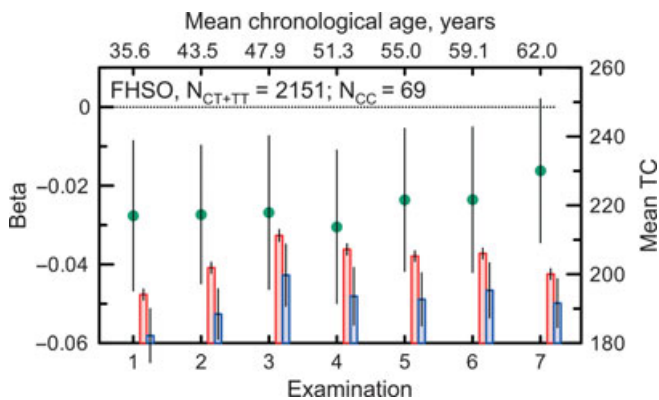 Mean chronological age, years
35.6 43.5 47.9 51.3 55.0 59.1 62.0
FHSO, N_CT+TT = 2151; N_CC = 69
0
−0.02
−0.04
−0.06
Beta
260
240
220
200
180
Mean TC
1 2 3 4 5 6 7
Examination